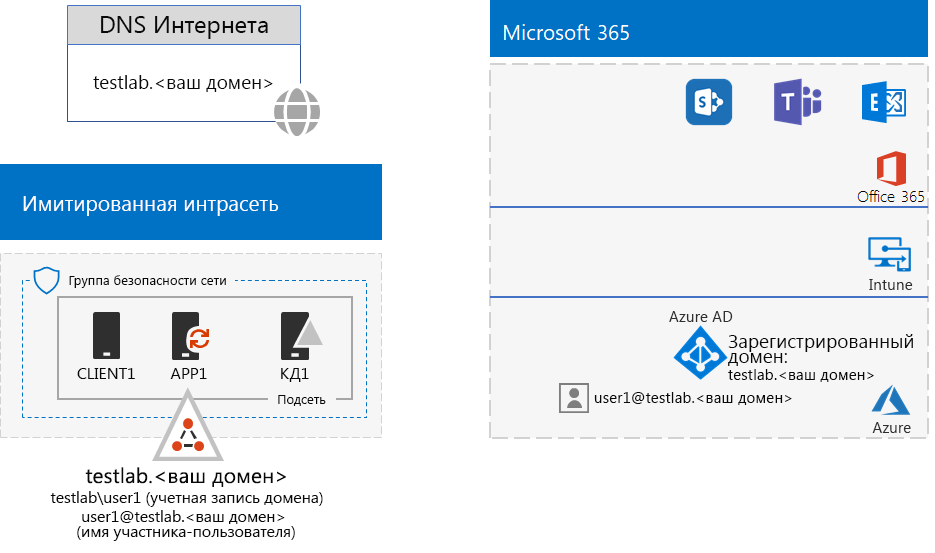 DNS Интернета
testlab.<ваш домен>
Имитированная интрасеть
Группа безопасности сети
CLIENT1
APP1
КД1
Подсеть
testlab.<ваш домен>
testlab\user1 (учетная запись домена)
user1@testlab.<ваш домен>
(имя участника-пользователя)
Microsoft 365
S
T
E
Office 365
Intune
Azure AD
Зарегистрированный
домен:
testlab.<ваш домен>
user1@testlab.<ваш домен>
Azure